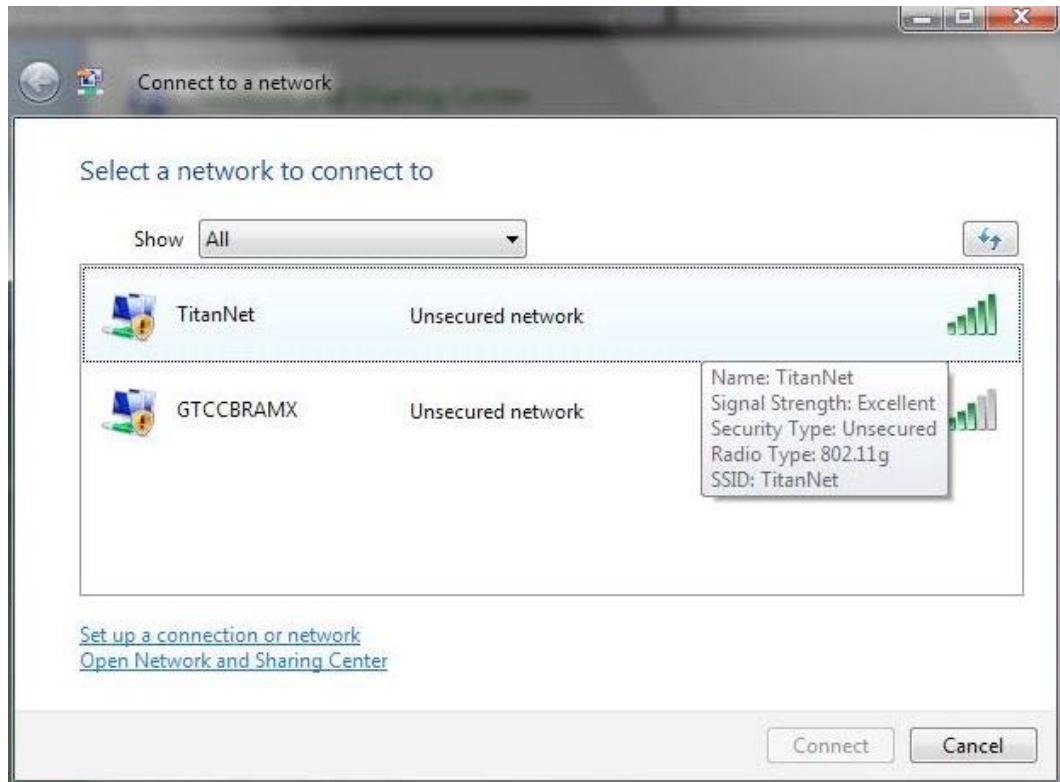 Connect to a network
Select a network to connect to
Show All
TitanNet Unsecured network
Name: TitanNet
Signal Strength: Excellent
Security Type: Unsecured
Radio Type: 802.11g
SSID: TitanNet
GTCCBRAMX Unsecured network
Set up a connection or network
Open Network and Sharing Center
Connect Cancel